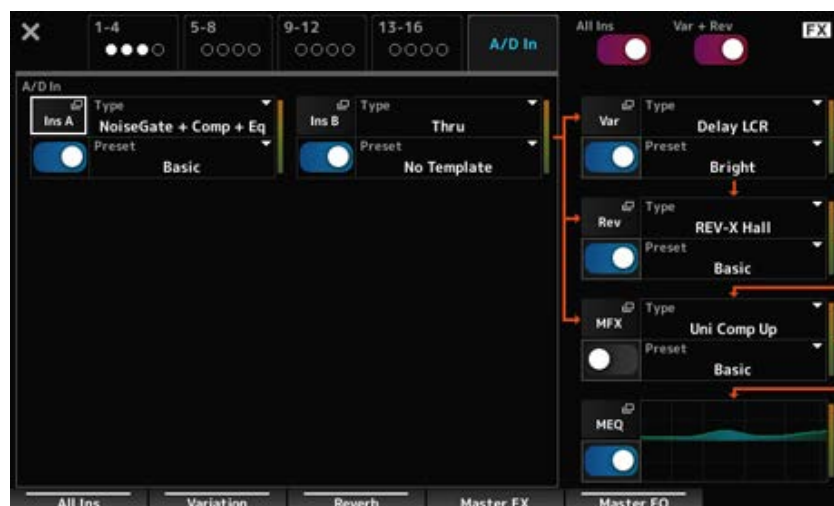 1-4 5-8 9-12 13-16 A/D In All Ins Var + Rev FX
A/D In
Ins A Type NoiseGate + Comp + Eq
Preset Basic
Ins B Type Thru
Preset No Template
Var Type Delay LCR
Preset Bright
Rev Type REV-X Hall
Preset Basic
MFX Type Uni Comp Up
Preset Basic
MEQ
All Ins Variation Reverb Master FX Master EQ